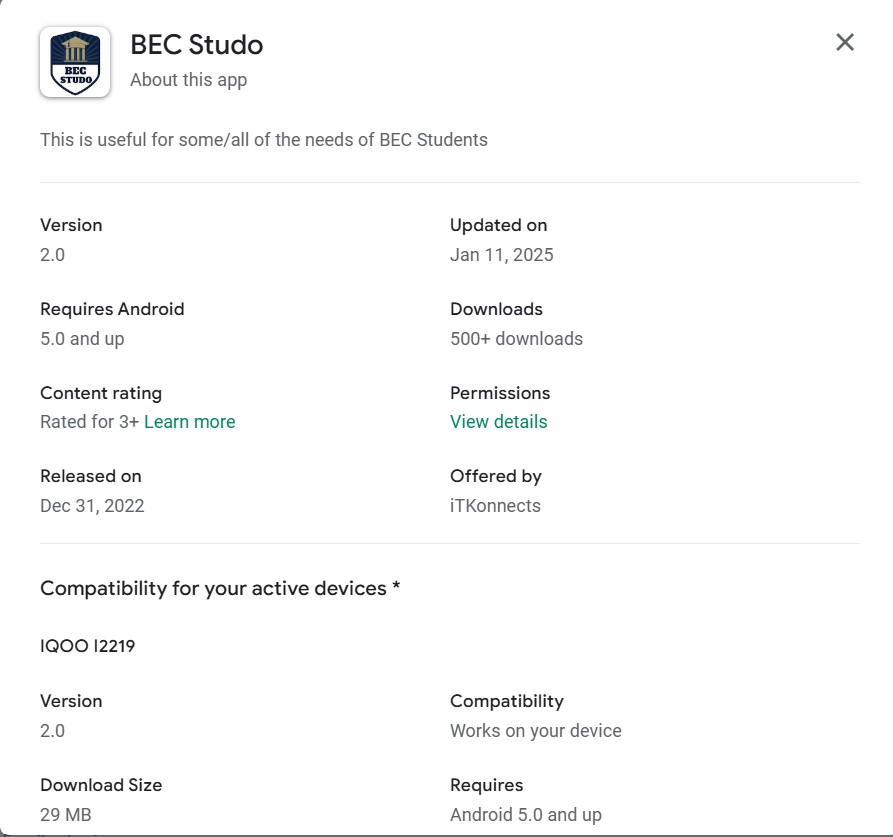 BEC
STUDO
BEC Studo
About this app
This is useful for some/all of the needs of BEC Students
Version
2.0
Updated on
Jan 11, 2025
Requires Android
5.0 and up
Downloads
500+ downloads
Content rating
Rated for 3+ Learn more
Permissions
View details
Released on
Dec 31, 2022
Offered by
iTKonnects
Compatibility for your active devices *
IQOO I2219
Version
2.0
Compatibility
Works on your device
Download Size
29 MB
Requires
Android 5.0 and up